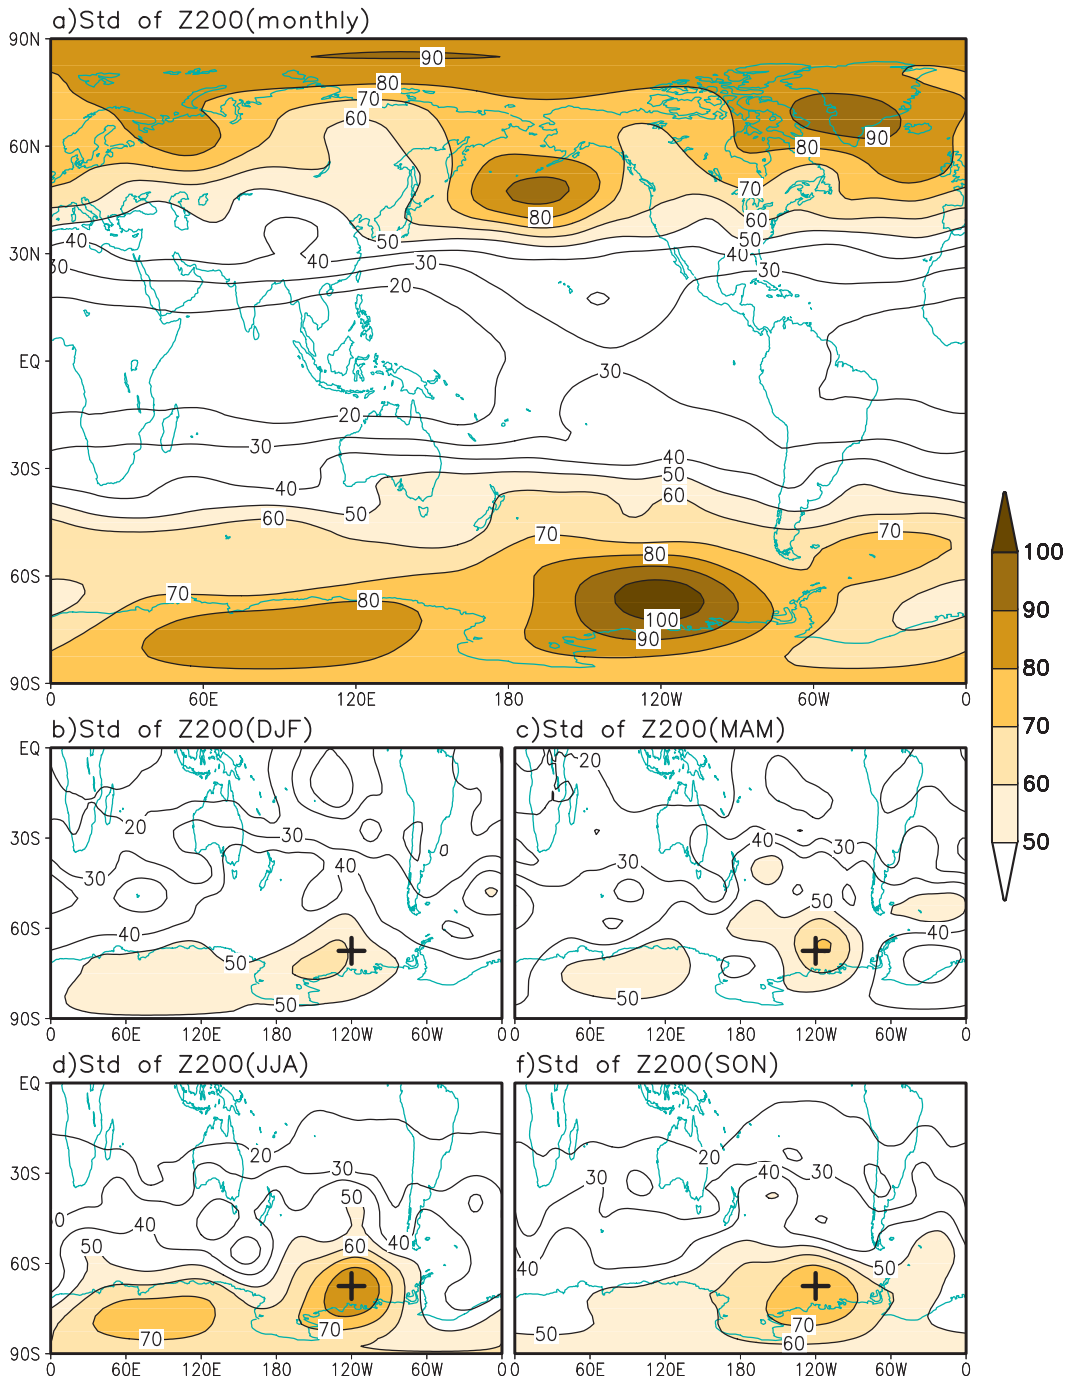 a)Std of Z200(monthly)
90N
60N
30N
EQ
30S
60S
90S
90
80
70
60
90
80
70
60
80
50
50
40
40
40
30
30
30
20
30
20
30
40
50
60
40
50
60
70
80
70
70
80
100
90
0 60E 120E 180 120W 60W 0
100
90
80
70
60
50
b)Std of Z200(DJF)
EQ
30S
60S
90S
20
30
40
30
40
50
50
0 60E 120E 180 120W 60W 0
c)Std of Z200(MAM)
20
40
30
30
50
40
50
0 60E 120E 180 120W 60W 0
d)Std of Z200(JJA)
EQ
30S
60S
90S
20
30
50
0
40
40
50
60
70
70
0 60E 120E 180 120W 60W 0
f)Std of Z200(SON)
20
40
30
30
40
50
50
70
60
0 60E 120E 180 120W 60W 0